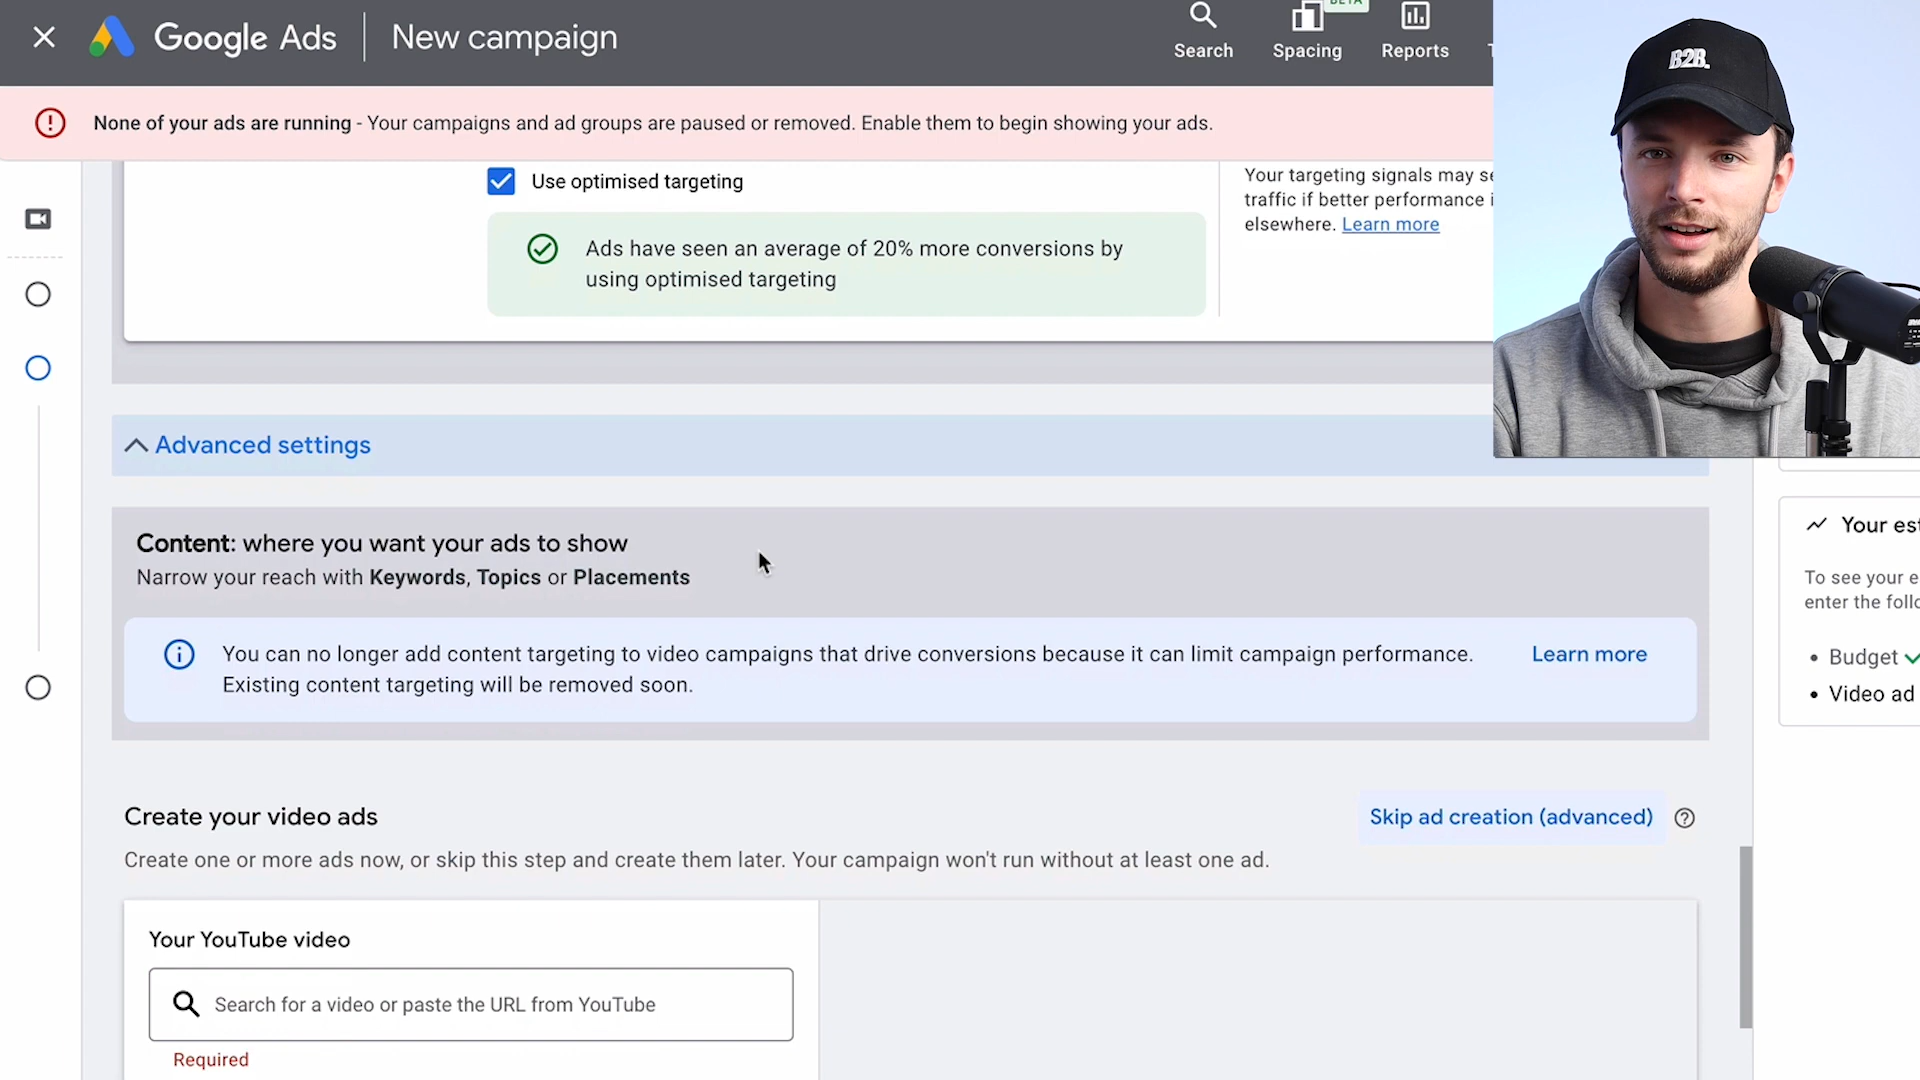 Google Ads
New campaign
Search
BETA
Spacing
Reports
B2B.
None of your ads are running - Your campaigns and ad groups are paused or removed. Enable them to begin showing your ads.
Use optimised targeting
Ads have seen an average of 20% more conversions by
using optimised targeting
Your targeting signals may
traffic if better performance
elsewhere. Learn more
Advanced settings
Content: where you want your ads to show
Narrow your reach with Keywords, Topics or Placements
You can no longer add content targeting to video campaigns that drive conversions because it can limit campaign performance.
Existing content targeting will be removed soon.
Learn more
Your
To see your
enter the
• Budget
• Video ad
Create your video ads
Skip ad creation (advanced)
Create one or more ads now, or skip this step and create them later. Your campaign won't run without at least one ad.
Your YouTube video
Search for a video or paste the URL from YouTube
Required